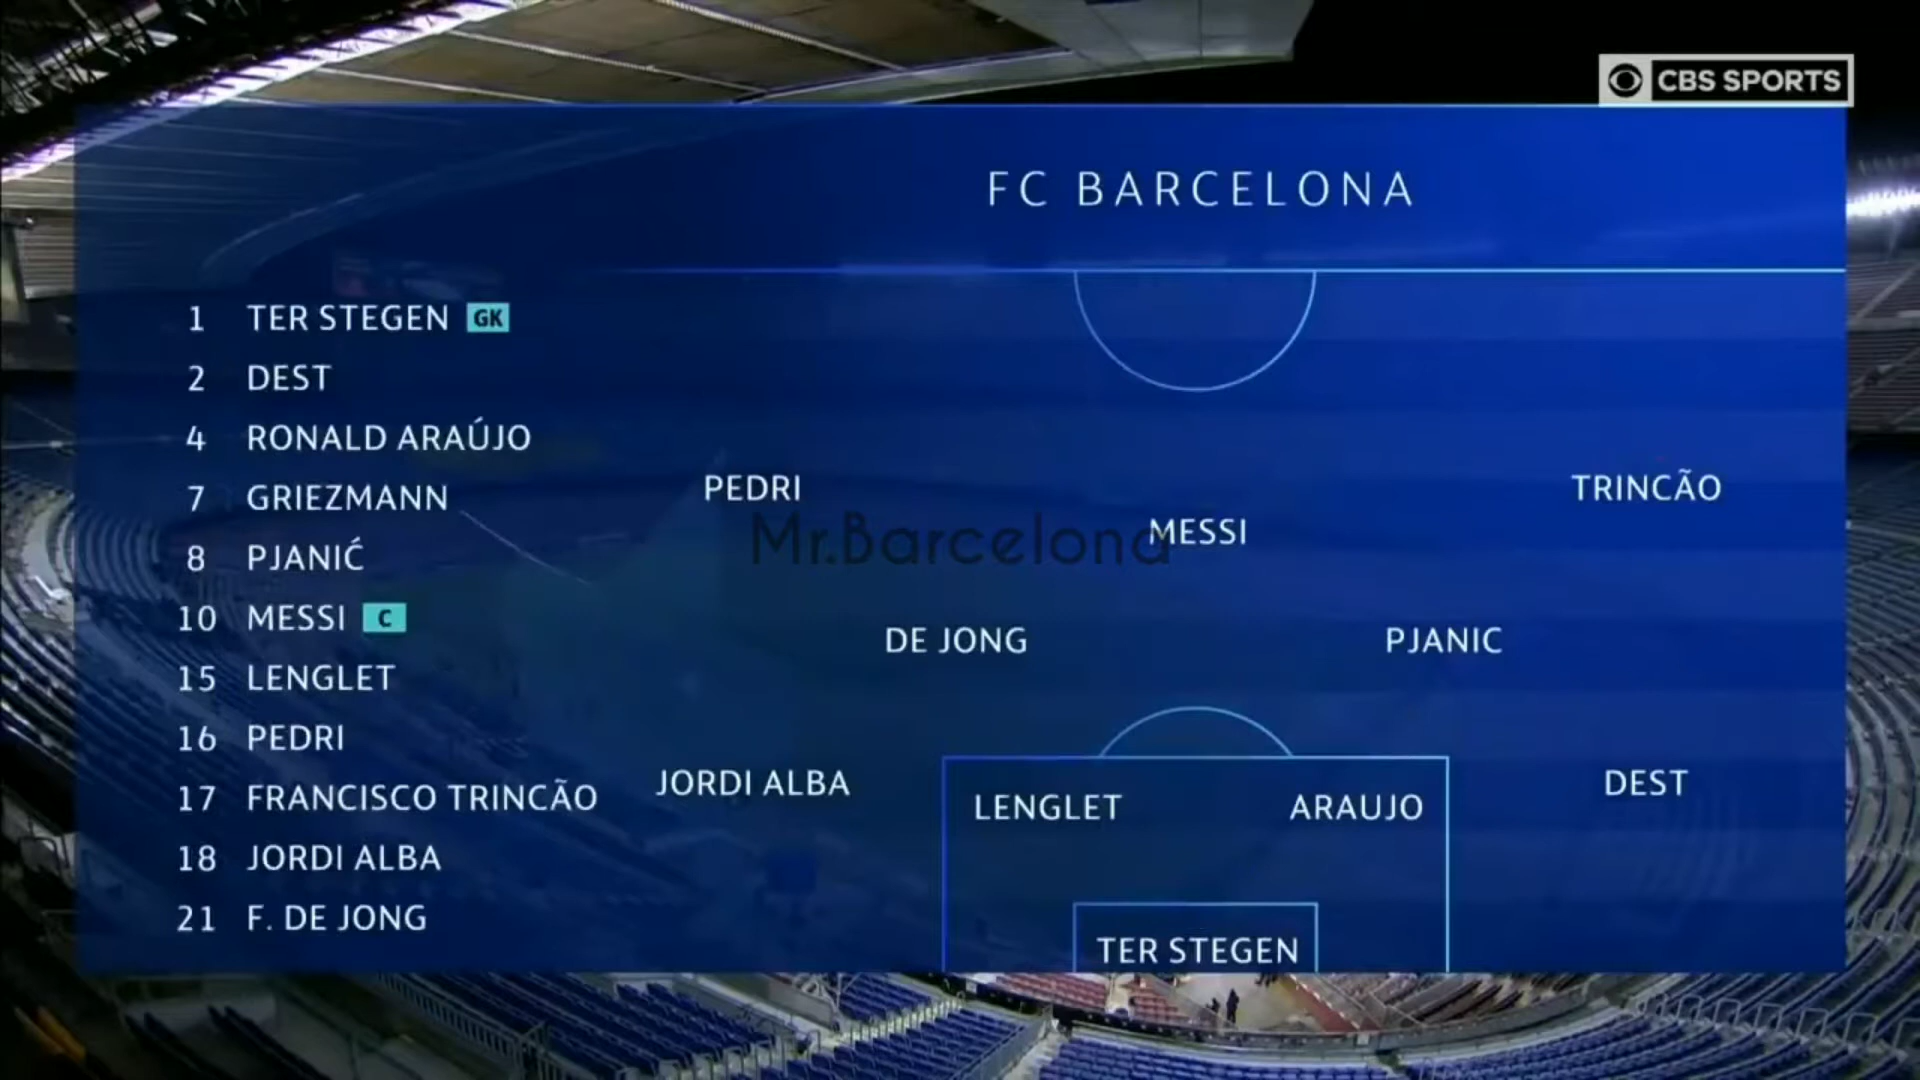 CBS SPORTS
FC BARCELONA
1 TER STEGEN GK
2 DEST
4 RONALD ARAÚJO
7 GRIEZMANN
8 PJANIĆ
10 MESSI C
15 LENGLET
16 PEDRI
17 FRANCISCO TRINCÃO
18 JORDI ALBA
21 F. DE JONG
PEDRI
TRINCÃO
MESSI
Mr.Barcelona
DE JONG
PJANIC
JORDI ALBA
LENGLET
ARAUJO
DEST
TER STEGEN